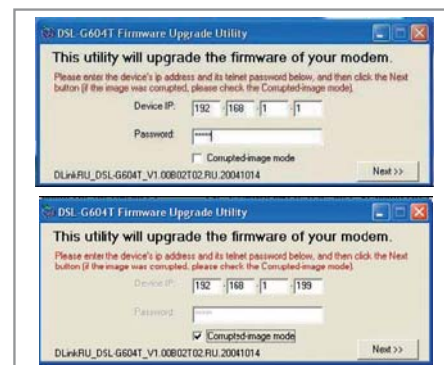 DSL-G604T Firmware Upgrade Utility
This utility will upgrade the firmware of your modem.
Please enter the device's ip address and its telnet password below, and then click the Next
button (if the image was corrupted, please check the Corrupted-image mode).
Device IP: 192 . 168 . 1 . 1
Password: *****
Corrupted-image mode
DLinkRU_DSL-G604T_V1.00B02T02.RU.20041014 Next >>
DSL-G604T Firmware Upgrade Utility
This utility will upgrade the firmware of your modem.
Please enter the device's ip address and its telnet password below, and then click the Next
button (if the image was corrupted, please check the Corrupted-image mode).
Device IP: 192 . 168 . 1 . 199
Password: *****
Corrupted-image mode
DLinkRU_DSL-G604T_V1.00B02T02.RU.20041014 Next >>